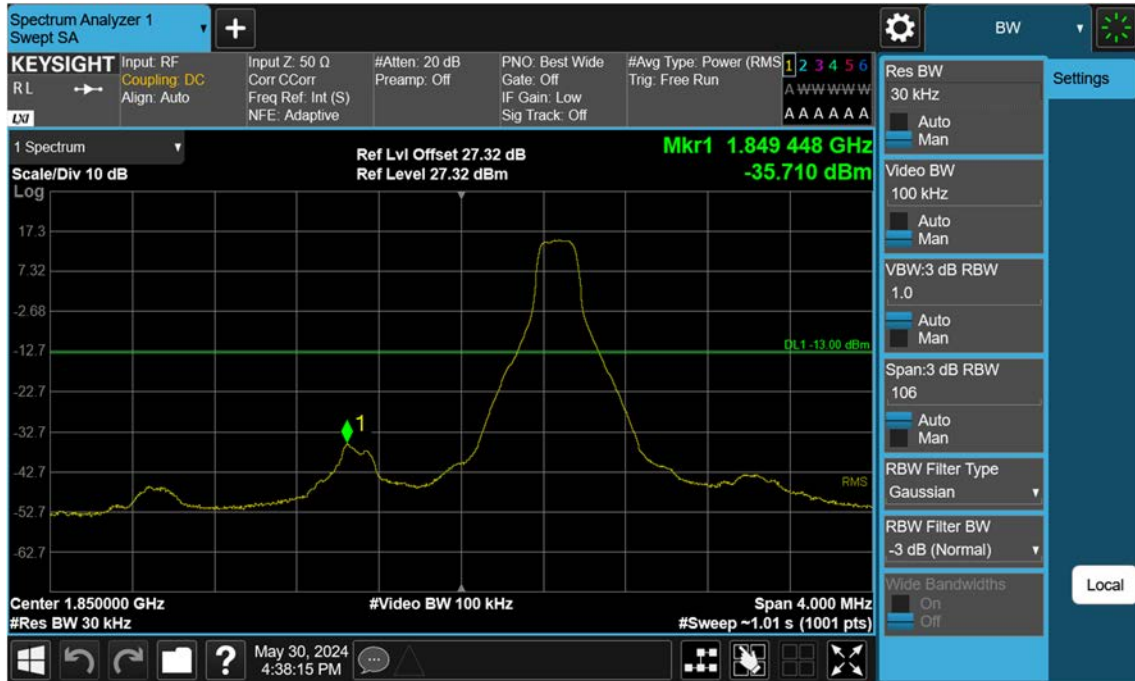 Spectrum Analyzer 1
Swept SA
+
BW
KEYSIGHT
RL
LXI
Input: RF
Coupling: DC
Align: Auto
Input Z: 50 Ω
Corr CCorr
Freq Ref: Int (S)
NFE: Adaptive
#Atten: 20 dB
Preamp: Off
PNO: Best Wide
Gate: Off
IF Gain: Low
Sig Track: Off
#Avg Type: Power (RMS
Trig: Free Run
1 2 3 4 5 6
A W W W W W
A A A A A A
1 Spectrum
Scale/Div 10 dB
Ref Lvl Offset 27.32 dB
Ref Level 27.32 dBm
Mkr1 1.849 448 GHz
-35.710 dBm
Log
17.3
7.32
-2.68
-12.7
-22.7
-32.7
-42.7
-52.7
-62.7
DL1 -13.00 dBm
1
RMS
Center 1.850000 GHz
#Res BW 30 kHz
#Video BW 100 kHz
Span 4.000 MHz
#Sweep ~1.01 s (1001 pts)
Res BW
30 kHz
Auto
Man
Video BW
100 kHz
Auto
Man
VBW:3 dB RBW
1.0
Auto
Man
Span:3 dB RBW
106
Auto
Man
RBW Filter Type
Gaussian
RBW Filter BW
-3 dB (Normal)
Wide Bandwidths
On
Off
Settings
Local
?
May 30, 2024
4:38:15 PM